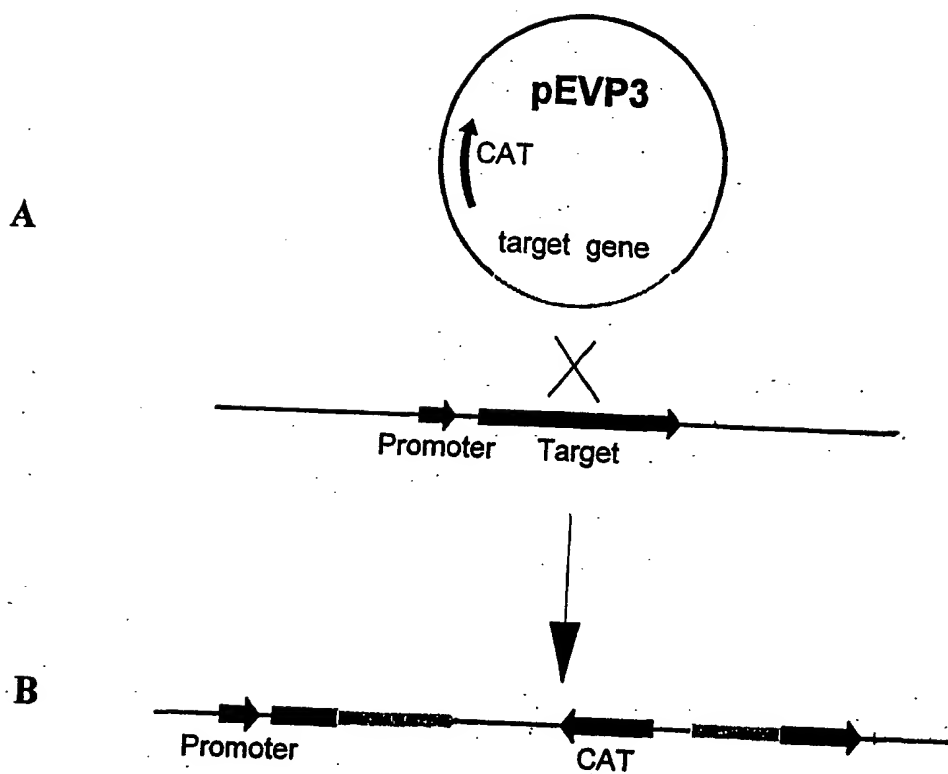 pEVP3
CAT
A
target gene
Promoter
Target
B
Promoter
CAT